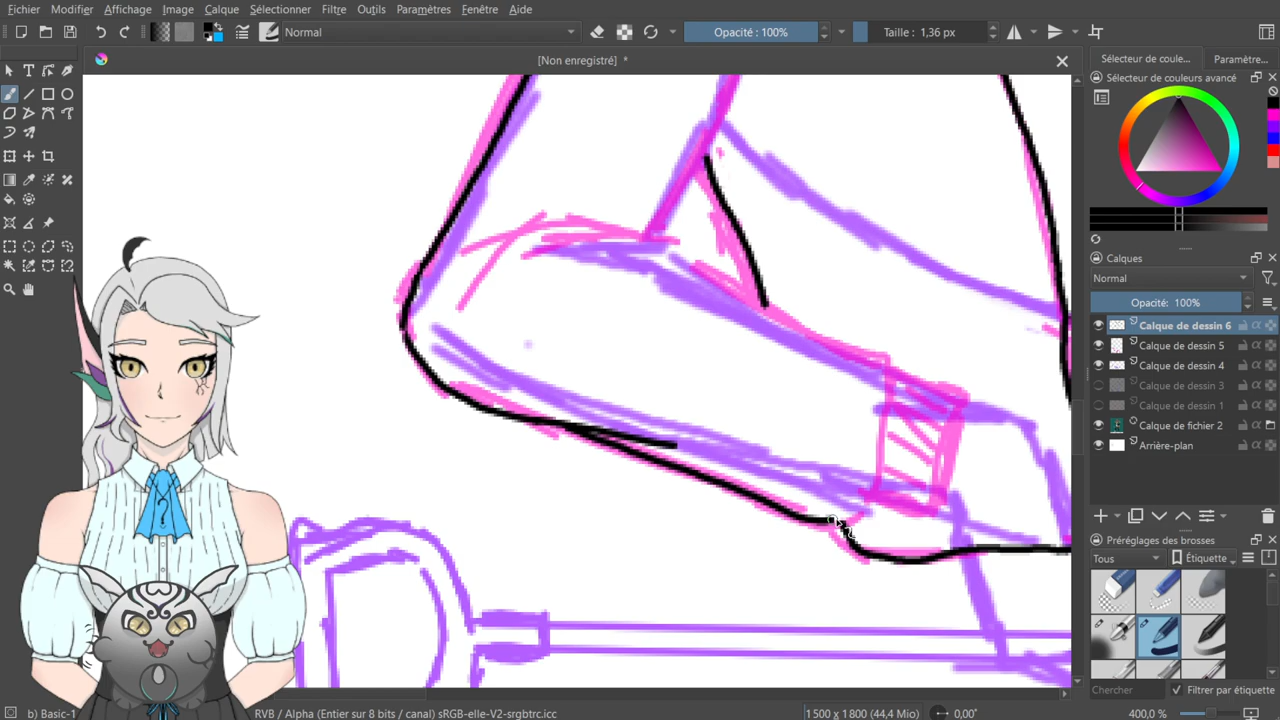 Fichier Modifier Affichage Image Calque Sélectionner Filtre Outils Paramètres Fenêtre Aide
Normal Opacité : 100% Taille : 1,36 px
[Non enregistré] * Sélecteur de coule... Paramètre...
Sélecteur de couleurs avancé
Calques
Normal
Opacité: 100%
Calque de dessin 6
Calque de dessin 5
Calque de dessin 4
Calque de dessin 3
Calque de dessin 1
Calque de fichier 2
Arrière-plan
Préréglages des brosses
Tous Étiquette
Chercher Filtrer par étiquette
b) Basic-1 RVB / Alpha (Entier sur 8 bits / canal) sRGB-elle-V2-srgbtrc.icc 1 500 x 1 800 (44,4 Mio) 0,00° 400,0 %